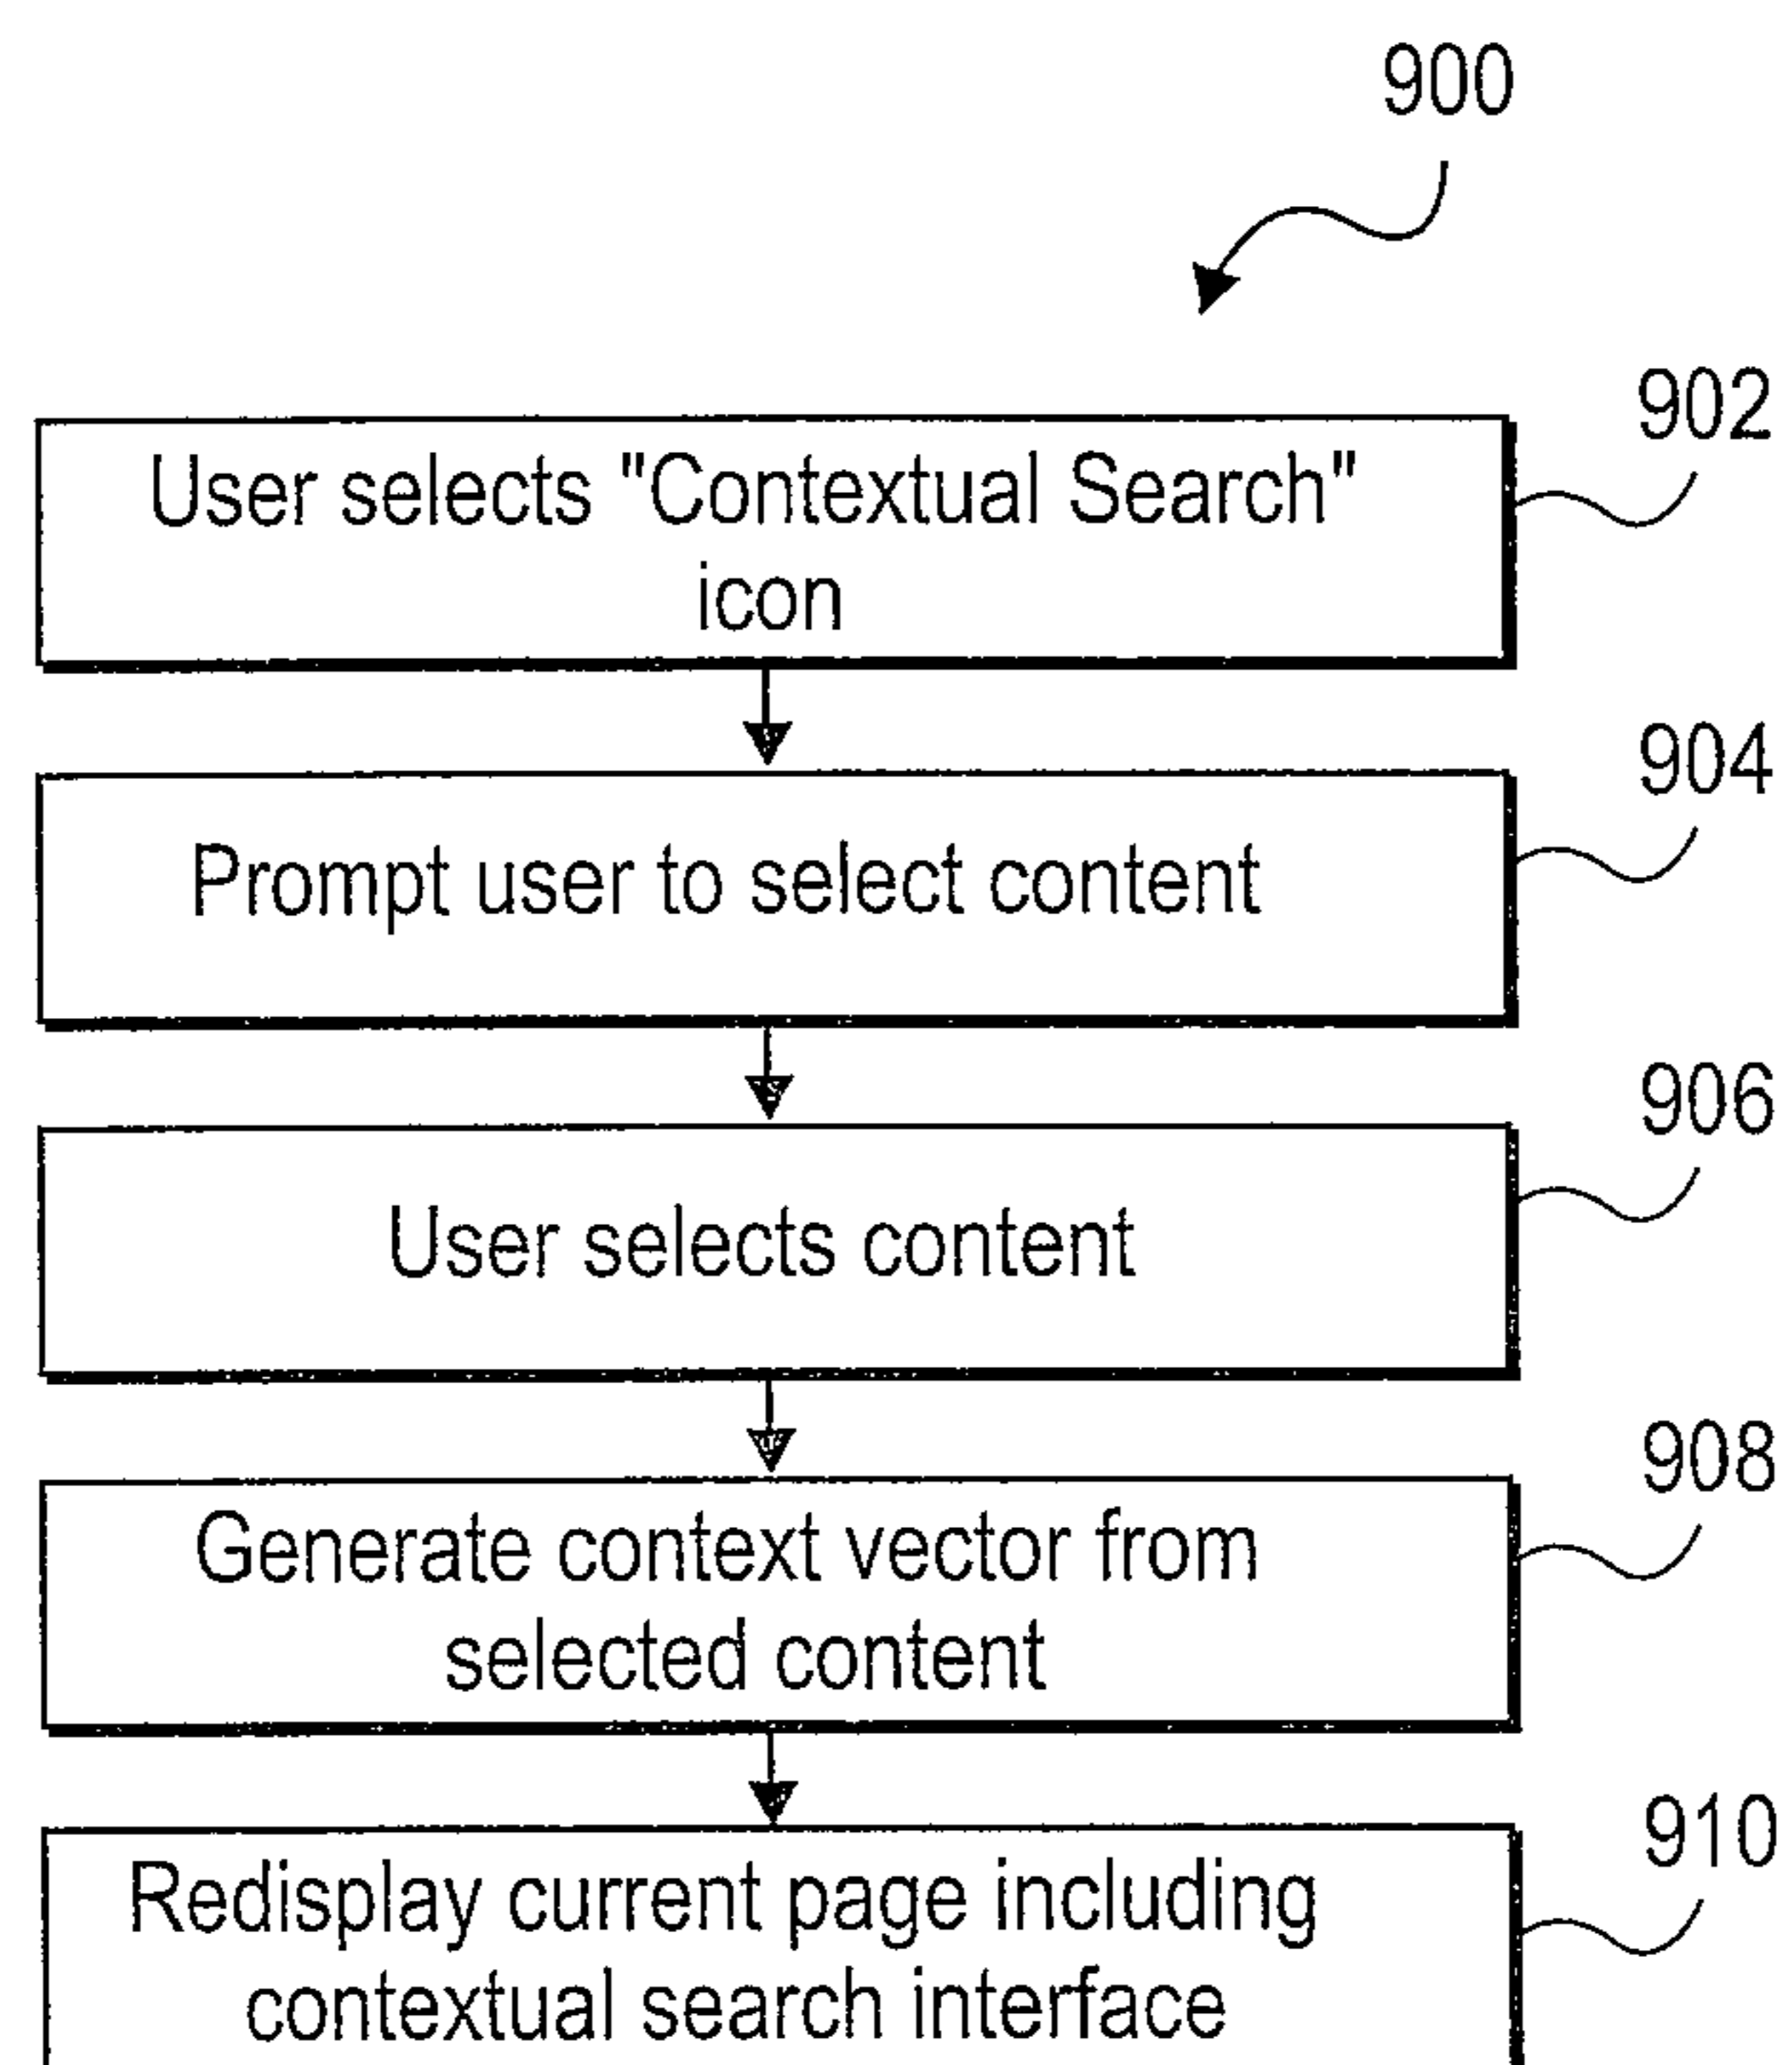 900
902
User selects "Contextual Search"
icon
904
Prompt user to select content
906
User selects content
908
Generate context vector from
selected content
910
Redisplay current page including
contextual search interface